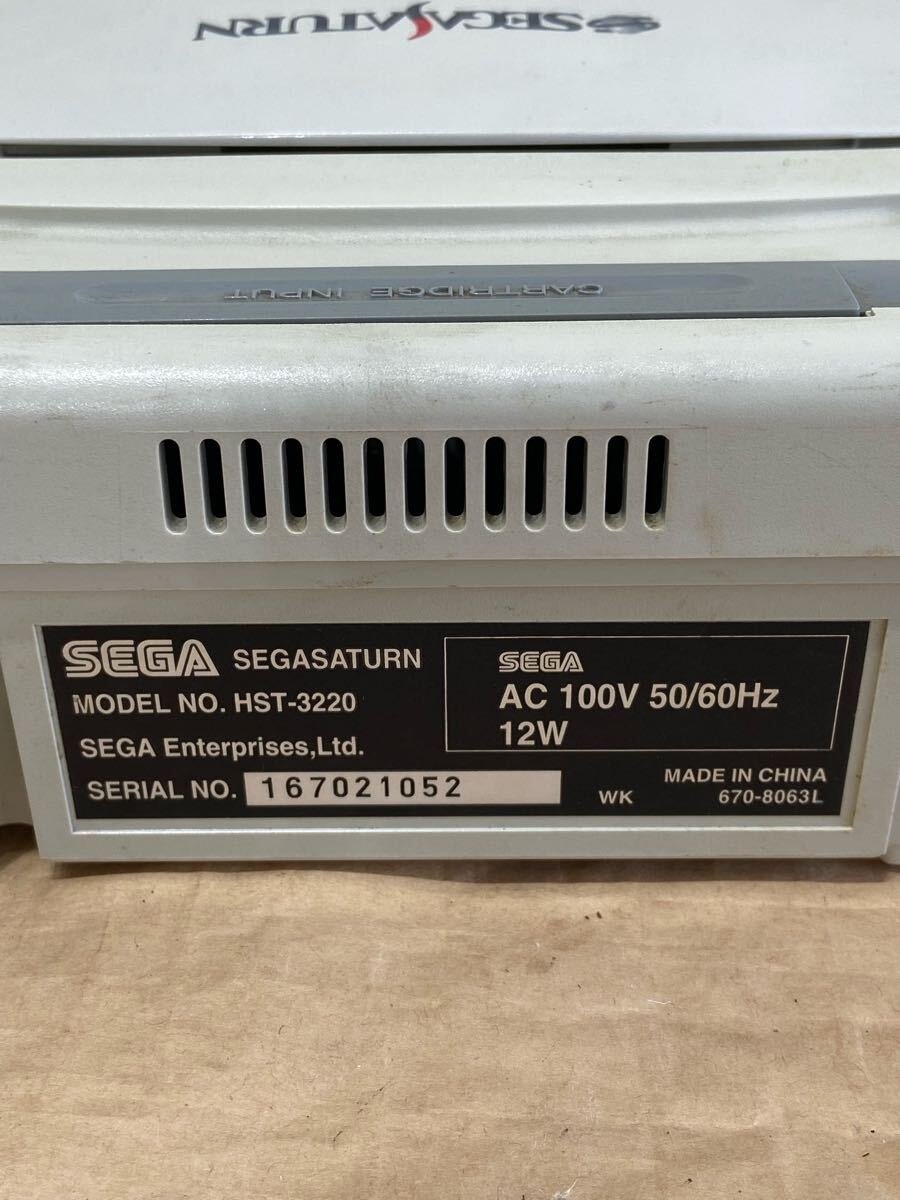 SEGASATURN
CARTRIDGE INPUT
SEGA SEGASATURN
MODEL NO. HST-3220
SEGA Enterprises,Ltd.
SERIAL NO. 167021052
SEGA
AC 100V 50/60Hz
12W
WK
MADE IN CHINA
670-8063L